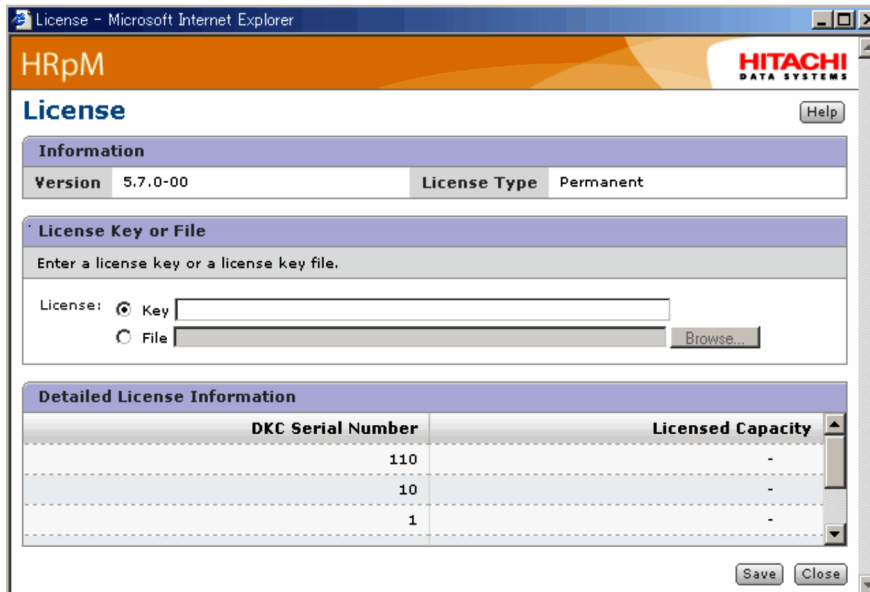 License - Microsoft Internet Explorer
HRpM
HITACHI
DATA SYSTEMS
License
Help
Information
Version 5.7.0-00 License Type Permanent
License Key or File
Enter a license key or a license key file.
License: Key
File Browse...
Detailed License Information
DKC Serial Number Licensed Capacity
110 -
10 -
1 -
Save Close